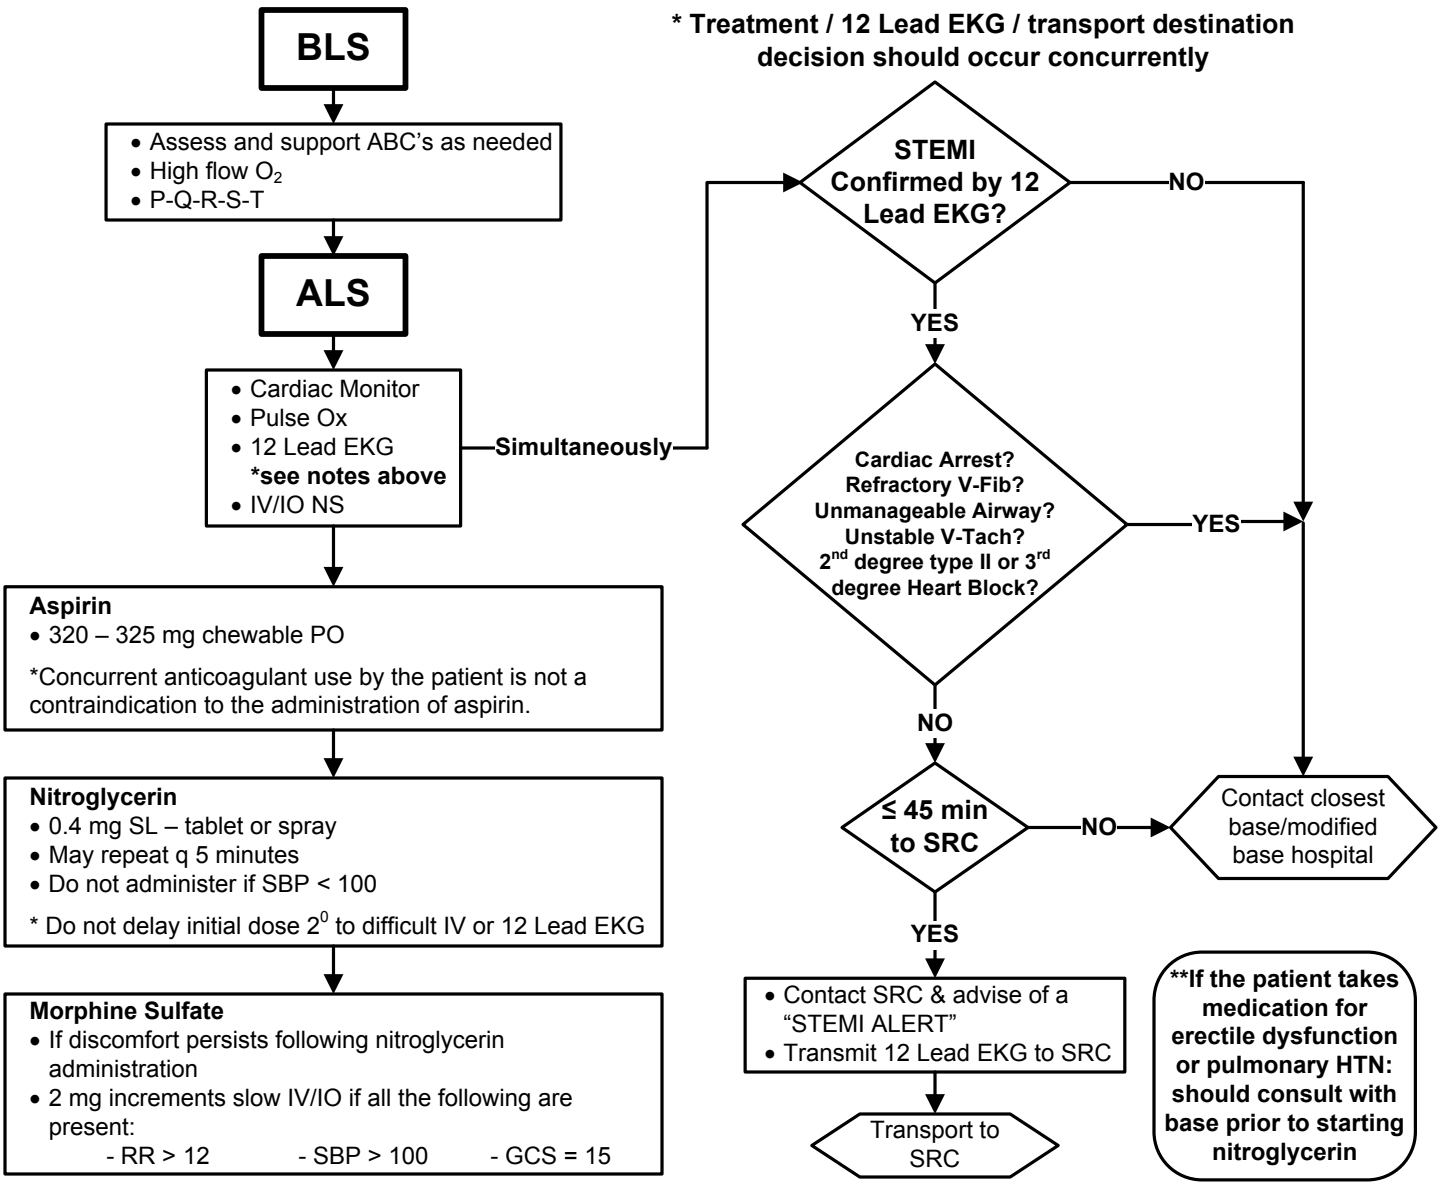 BLS
• Assess and support ABC’s as needed
• High flow O₂
• P-Q-R-S-T
ALS
• Cardiac Monitor
• Pulse Ox
• 12 Lead EKG
*see notes above
• IV/IO NS
Simultaneously
Aspirin
• 320 – 325 mg chewable PO
*Concurrent anticoagulant use by the patient is not a
contraindication to the administration of aspirin.
Nitroglycerin
• 0.4 mg SL – tablet or spray
• May repeat q 5 minutes
• Do not administer if SBP < 100
* Do not delay initial dose 2⁰ to difficult IV or 12 Lead EKG
Morphine Sulfate
• If discomfort persists following nitroglycerin
administration
• 2 mg increments slow IV/IO if all the following are
present:
- RR > 12 - SBP > 100 - GCS = 15
* Treatment / 12 Lead EKG / transport destination
decision should occur concurrently
STEMI
Confirmed by 12
Lead EKG?
NO
YES
Cardiac Arrest?
Refractory V-Fib?
Unmanageable Airway?
Unstable V-Tach?
2ⁿᵈ degree type II or 3ʳᵈ
degree Heart Block?
YES
NO
≤ 45 min
to SRC
NO
Contact closest
base/modified
base hospital
YES
• Contact SRC & advise of a
“STEMI ALERT”
• Transmit 12 Lead EKG to SRC
Transport to
SRC
**If the patient takes
medication for
erectile dysfunction
or pulmonary HTN:
should consult with
base prior to starting
nitroglycerin